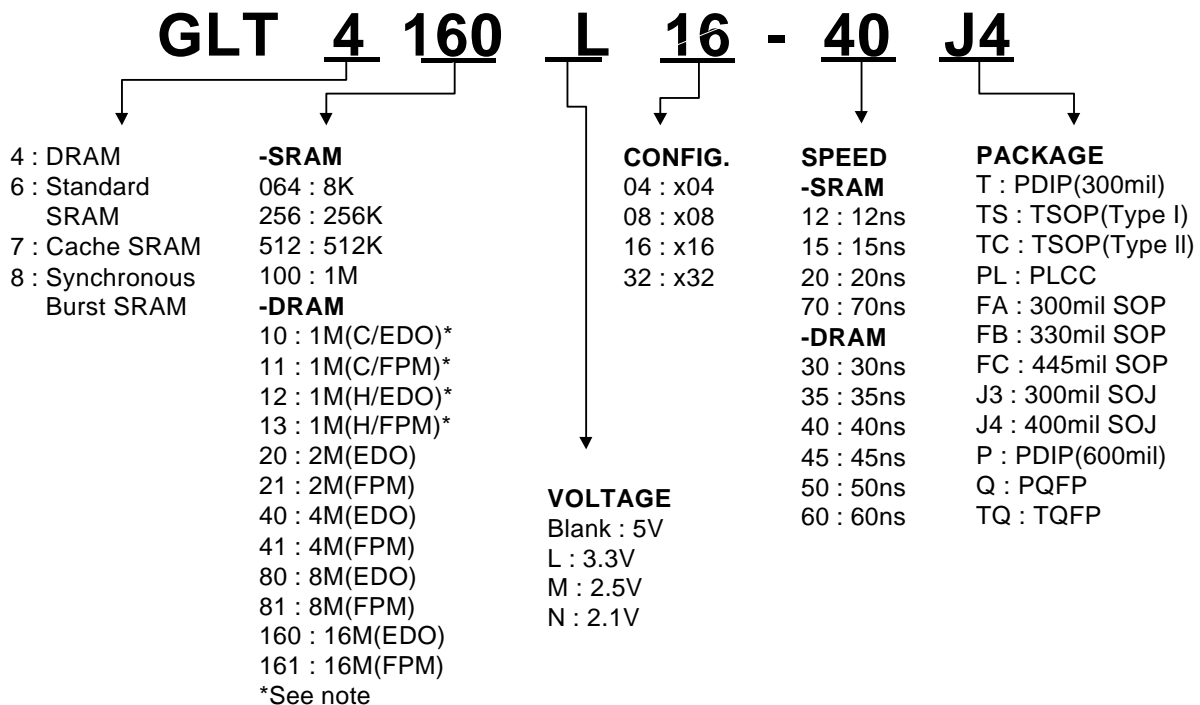 GLT 4 160 L 16 - 40 J4
4 : DRAM
6 : Standard
SRAM
7 : Cache SRAM
8 : Synchronous
Burst SRAM
-SRAM
064 : 8K
256 : 256K
512 : 512K
100 : 1M
-DRAM
10 : 1M(C/EDO)*
11 : 1M(C/FPM)*
12 : 1M(H/EDO)*
13 : 1M(H/FPM)*
20 : 2M(EDO)
21 : 2M(FPM)
40 : 4M(EDO)
41 : 4M(FPM)
80 : 8M(EDO)
81 : 8M(FPM)
160 : 16M(EDO)
161 : 16M(FPM)
*See note
VOLTAGE
Blank : 5V
L : 3.3V
M : 2.5V
N : 2.1V
CONFIG.
04 : x04
08 : x08
16 : x16
32 : x32
SPEED
-SRAM
12 : 12ns
15 : 15ns
20 : 20ns
70 : 70ns
-DRAM
30 : 30ns
35 : 35ns
40 : 40ns
45 : 45ns
50 : 50ns
60 : 60ns
PACKAGE
T : PDIP(300mil)
TS : TSOP(Type I)
TC : TSOP(Type ll)
PL : PLCC
FA : 300mil SOP
FB : 330mil SOP
FC : 445mil SOP
J3 : 300mil SOJ
J4 : 400mil SOJ
P : PDIP(600mil)
Q : PQFP
TQ : TQFP